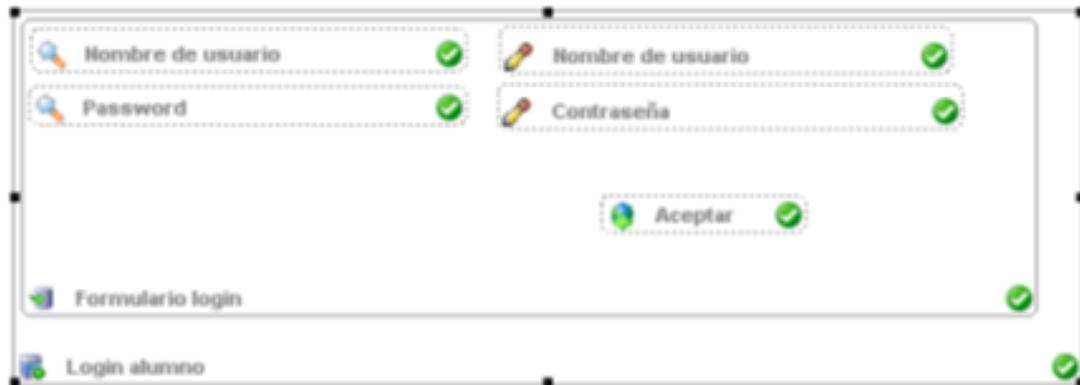 Nombre de usuario
Nombre de usuario
Password
Contraseña
Aceptar
Formulario login
Login alumno